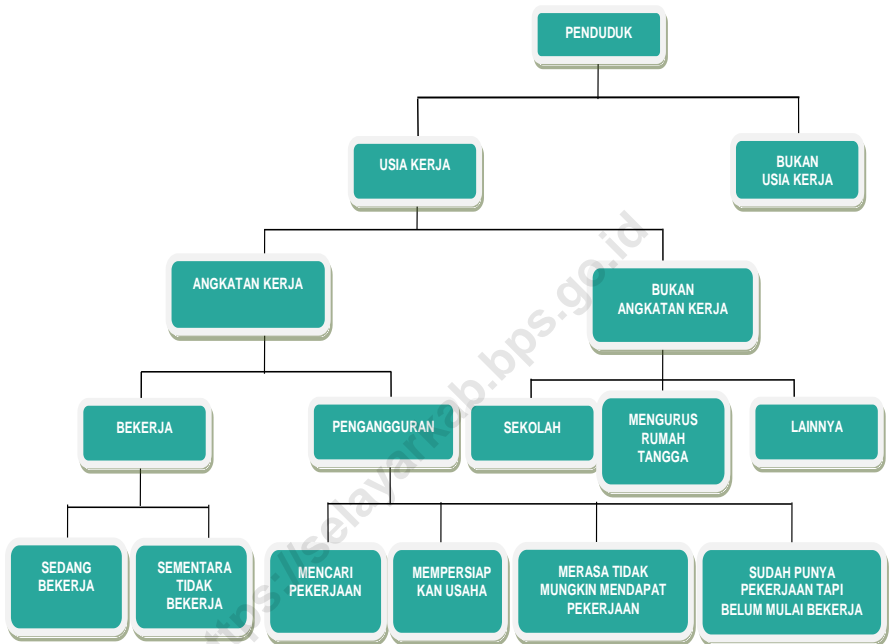 PENDUDUK
USIA KERJA
BUKAN
USIA KERJA
ANGKATAN KERJA
BUKAN
ANGKATAN KERJA
BEKERJA
PENGANGGURAN
SEKOLAH
MENGURUS
RUMAH
TANGGA
LAINNYA
SEDANG
BEKERJA
SEMENTARA
TIDAK
BEKERJA
MENCARI
PEKERJAAN
MEMPERSIAP
KAN USAHA
MERASA TIDAK
MUNGKIN MENDAPAT
PEKERJAAN
SUDAH PUNYA
PEKERJAAN TAPI
BELUM MULAI BEKERJA
ttps://selayarkab.bps.go.id